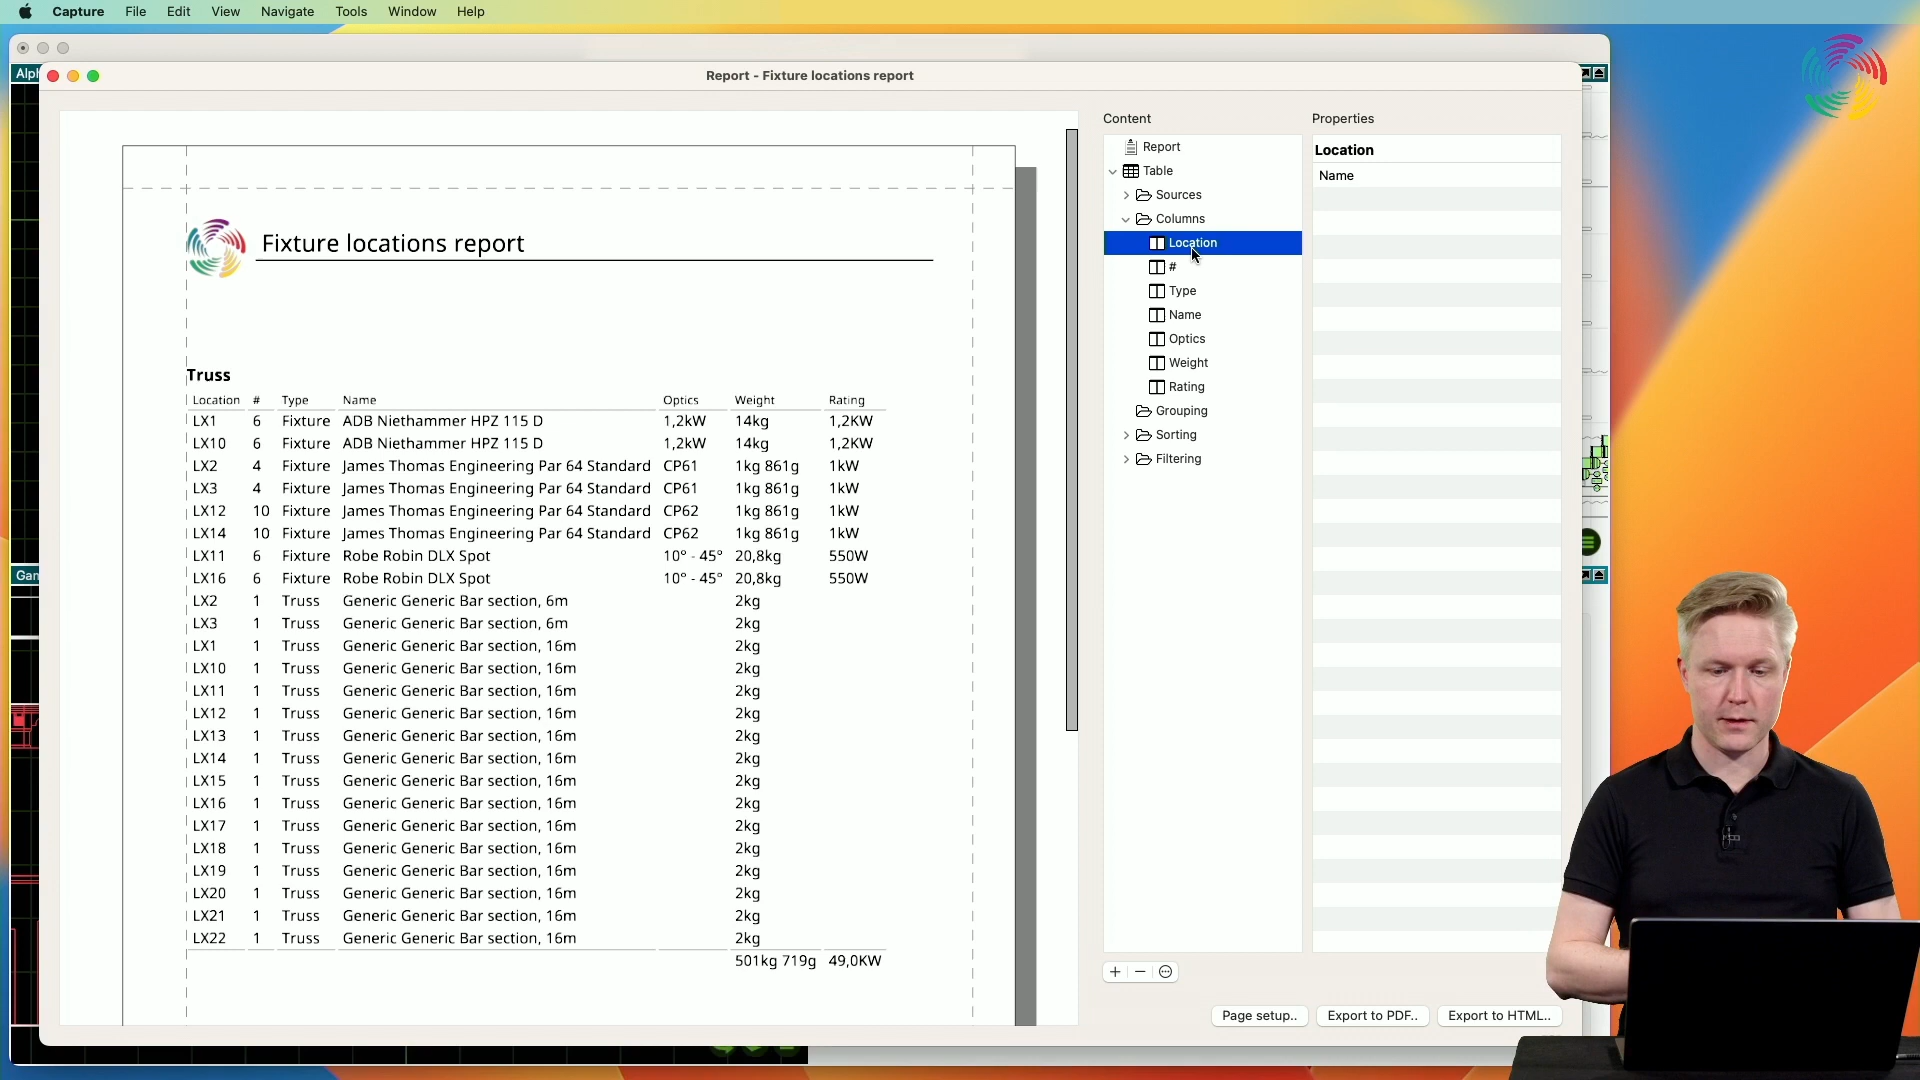 Capture File Edit View Navigate Tools Window Help
Report - Fixture locations report
Content
Properties
Report
Table
Sources
Columns
Location
#
Type
Name
Optics
Weight
Rating
Grouping
Sorting
Filtering
Location
Name
Fixture locations report
Truss
Location # Type Name Optics Weight Rating
LX1 6 Fixture ADB Niethammer HPZ 115 D 1,2kW 14kg 1,2KW
LX10 6 Fixture ADB Niethammer HPZ 115 D 1,2kW 14kg 1,2KW
LX2 4 Fixture James Thomas Engineering Par 64 Standard CP61 1kg 861g 1kW
LX3 4 Fixture James Thomas Engineering Par 64 Standard CP61 1kg 861g 1kW
LX12 10 Fixture James Thomas Engineering Par 64 Standard CP62 1kg 861g 1kW
LX14 10 Fixture James Thomas Engineering Par 64 Standard CP62 1kg 861g 1kW
LX11 6 Fixture Robe Robin DLX Spot 10° - 45° 20,8kg 550W
LX16 6 Fixture Robe Robin DLX Spot 10° - 45° 20,8kg 550W
LX2 1 Truss Generic Generic Bar section, 6m 2kg
LX3 1 Truss Generic Generic Bar section, 6m 2kg
LX1 1 Truss Generic Generic Bar section, 16m 2kg
LX10 1 Truss Generic Generic Bar section, 16m 2kg
LX11 1 Truss Generic Generic Bar section, 16m 2kg
LX12 1 Truss Generic Generic Bar section, 16m 2kg
LX13 1 Truss Generic Generic Bar section, 16m 2kg
LX14 1 Truss Generic Generic Bar section, 16m 2kg
LX15 1 Truss Generic Generic Bar section, 16m 2kg
LX16 1 Truss Generic Generic Bar section, 16m 2kg
LX17 1 Truss Generic Generic Bar section, 16m 2kg
LX18 1 Truss Generic Generic Bar section, 16m 2kg
LX19 1 Truss Generic Generic Bar section, 16m 2kg
LX20 1 Truss Generic Generic Bar section, 16m 2kg
LX21 1 Truss Generic Generic Bar section, 16m 2kg
LX22 1 Truss Generic Generic Bar section, 16m 2kg
501kg 719g 49,0KW
Page setup.. Export to PDF.. Export to HTML..